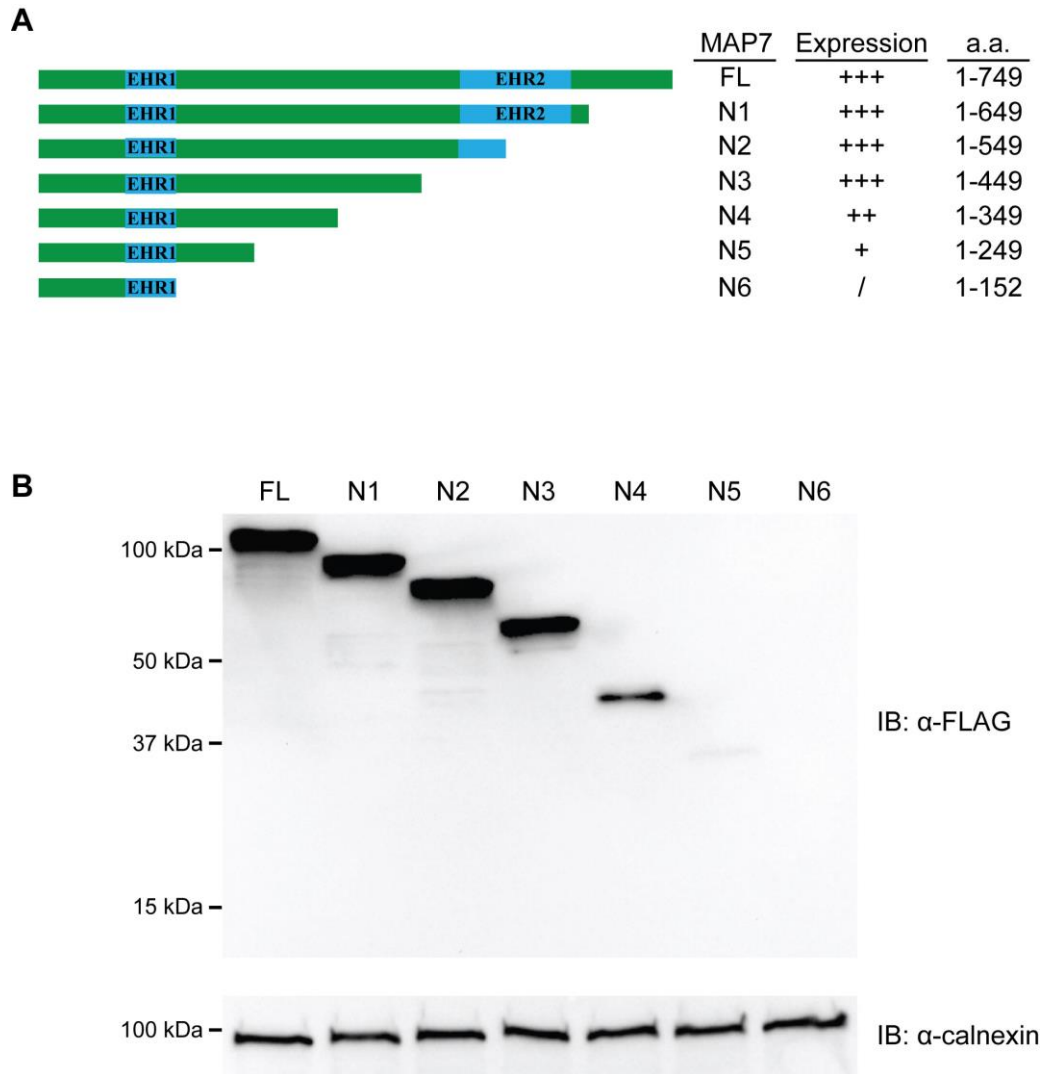 A
MAP7 Expression a.a.
EHR1 EHR2 FL +++ 1-749
EHR1 EHR2 N1 +++ 1-649
EHR1 N2 +++ 1-549
EHR1 N3 +++ 1-449
EHR1 N4 ++ 1-349
EHR1 N5 + 1-249
EHR1 N6 / 1-152
B
FL N1 N2 N3 N4 N5 N6
100 kDa
50 kDa
37 kDa
15 kDa
IB: α-FLAG
100 kDa
IB: α-calnexin